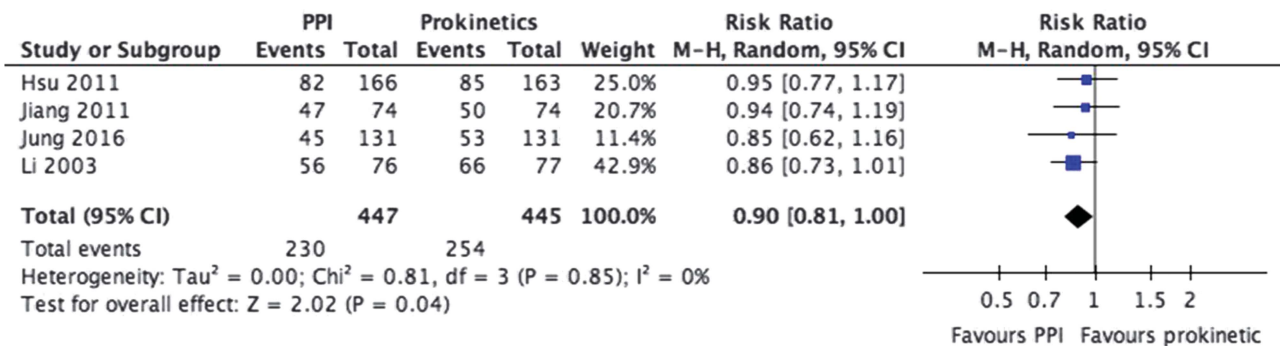 PPI Prokinetics Risk Ratio Risk Ratio
Study or Subgroup Events Total Events Total Weight M-H, Random, 95% CI M-H, Random, 95% CI
Hsu 2011 82 166 85 163 25.0% 0.95 [0.77, 1.17]
Jiang 2011 47 74 50 74 20.7% 0.94 [0.74, 1.19]
Jung 2016 45 131 53 131 11.4% 0.85 [0.62, 1.16]
Li 2003 56 76 66 77 42.9% 0.86 [0.73, 1.01]
Total (95% CI) 447 445 100.0% 0.90 [0.81, 1.00]
Total events 230 254
Heterogeneity: Tau² = 0.00; Chi² = 0.81, df = 3 (P = 0.85); I² = 0%
Test for overall effect: Z = 2.02 (P = 0.04)
0.5 0.7 1 1.5 2
Favours PPI Favours prokinetic